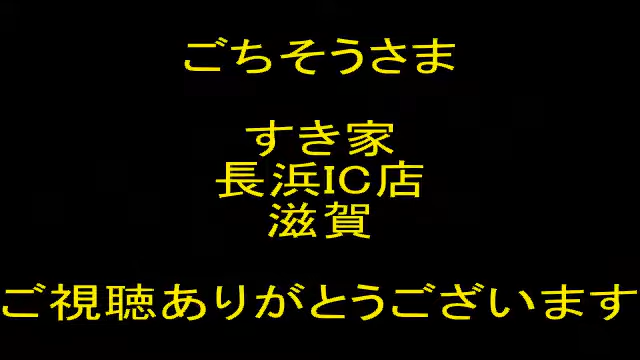 ごちそうさま
すき家
長浜IC店
滋賀
ご視聴ありがとうございます